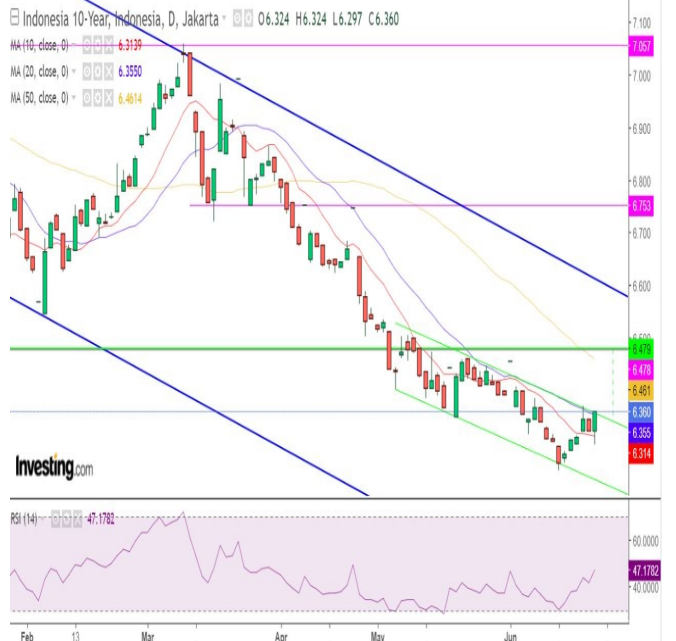 Indonesia 10-Year, Indonesia, D, Jakarta O6.324 H6.324 L6.297 C6.360
MA (10, close, 0) 6.3139
MA (20, close, 0) 6.3550
MA (50, close, 0) 6.4614
7.100
7.057
7.000
6.900
6.800
6.753
6.700
6.600
6.500
6.479
6.478
6.461
6.360
6.355
6.314
Investing.com
RSI (14) 47.1782
60.0000
47.1782
40.0000
Feb 13 Mar Apr May Jun